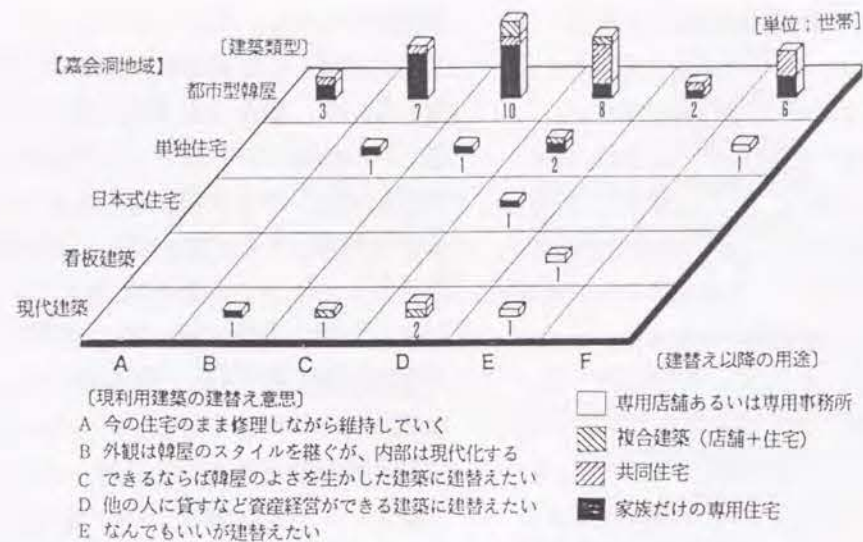 〔建築類型〕
[単位；世帯]
【嘉会洞地域】
都市型韓屋
3 7 10 8 2 6
単独住宅
1 1 2 1
日本式住宅
1
看板建築
1
現代建築
1 1 2 1
A B C D E F
〔建替え以降の用途〕
〔現利用建築の建替え意思〕
A 今の住宅のまま修理しながら維持していく
B 外観は韓屋のスタイルを継ぐが、内部は現代化する
C できるならば韓屋のよさを生かした建築に建替えたい
D 他の人に貸すなど資産経営ができる建築に建替えたい
E なんでもいいが建替えたい
専用店舗あるいは専用事務所
複合建築（店舗＋住宅）
共同住宅
家族だけの専用住宅